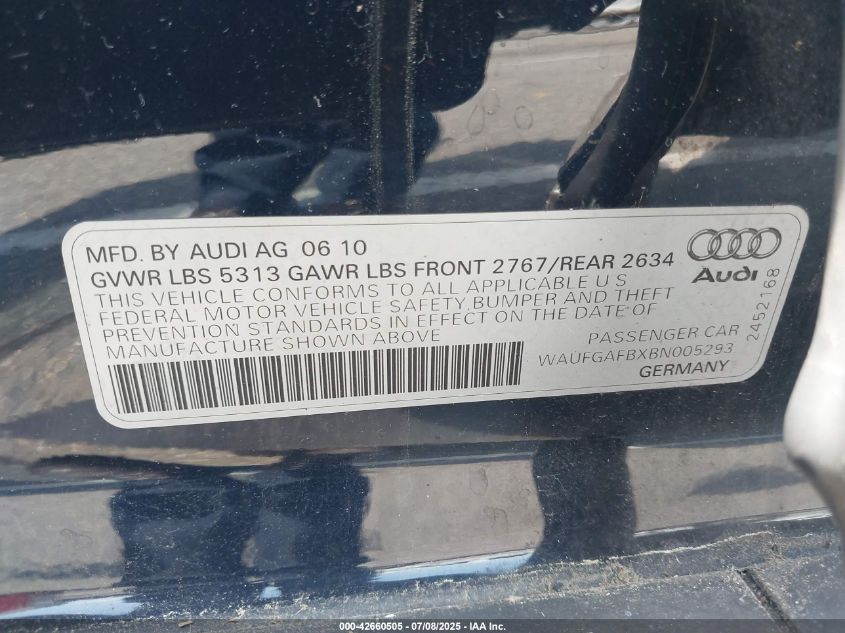 MFD. BY AUDI AG 06 10
GVWR LBS 5313 GAWR LBS FRONT 2767/REAR 2634
THIS VEHICLE CONFORMS TO ALL APPLICABLE U S
FEDERAL MOTOR VEHICLE SAFETY, BUMPER AND THEFT
PREVENTION STANDARDS IN EFFECT ON THE DATE OF
MANUFACTURE SHOWN ABOVE
Audi
PASSENGER CAR
WAUFGAFBXBN005293
GERMANY
2452168
000-42660505 - 07/08/2025 - IAA Inc.